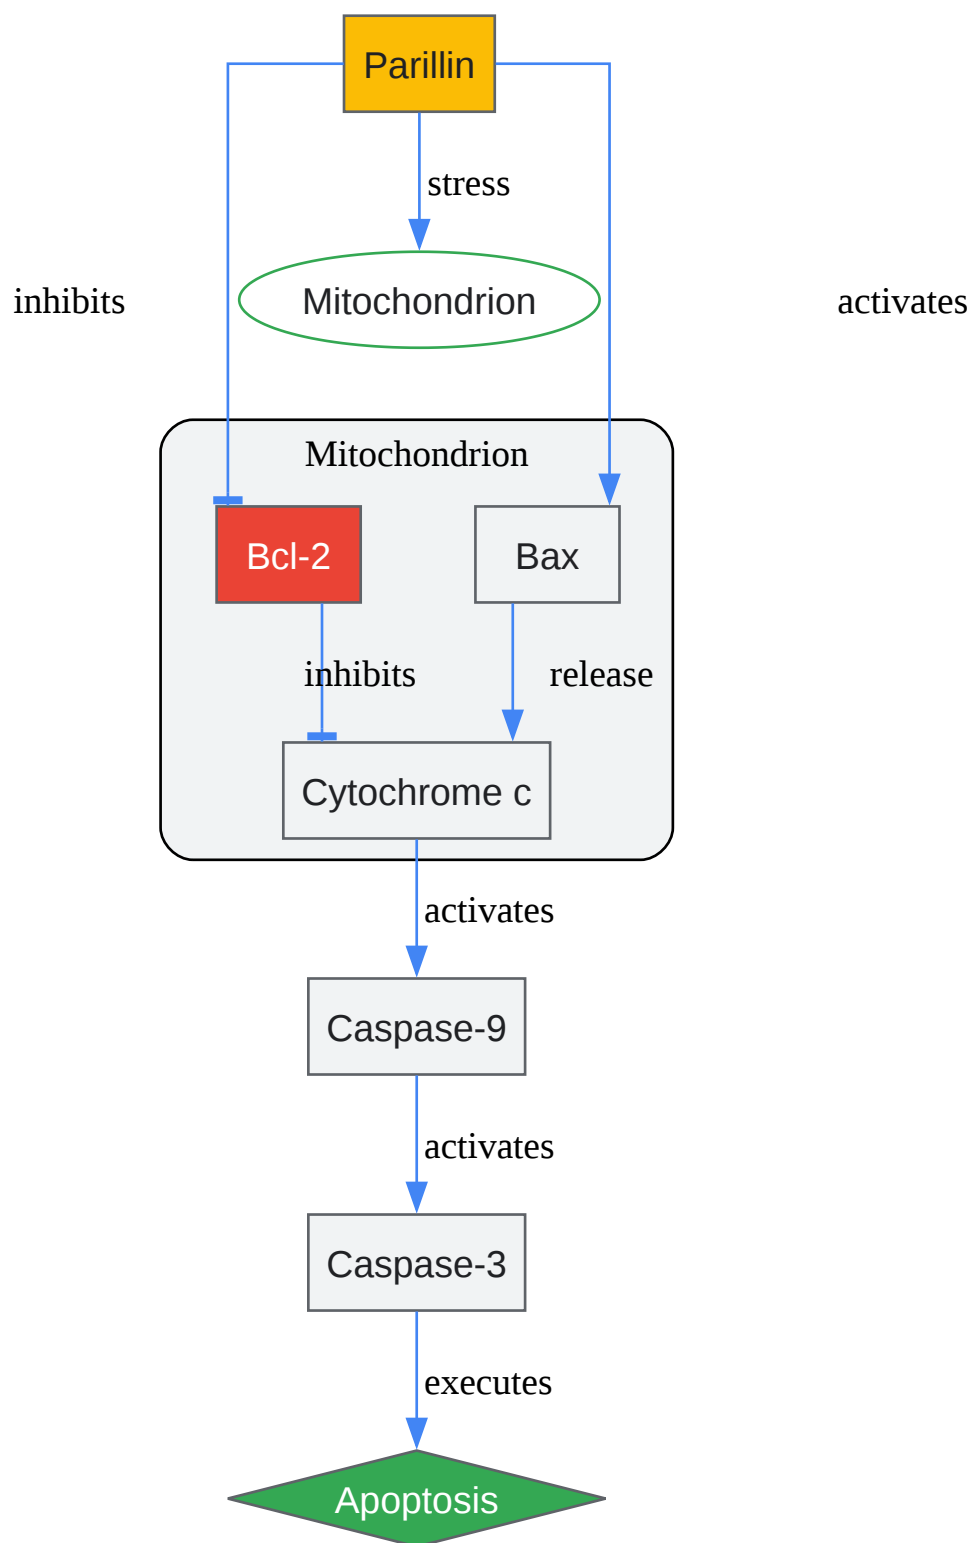 Parillin
stress
inhibits
Mitochondrion
activates
Mitochondrion
Bcl-2
Bax
inhibits
release
Cytochrome c
activates
Caspase-9
activates
Caspase-3
executes
Apoptosis